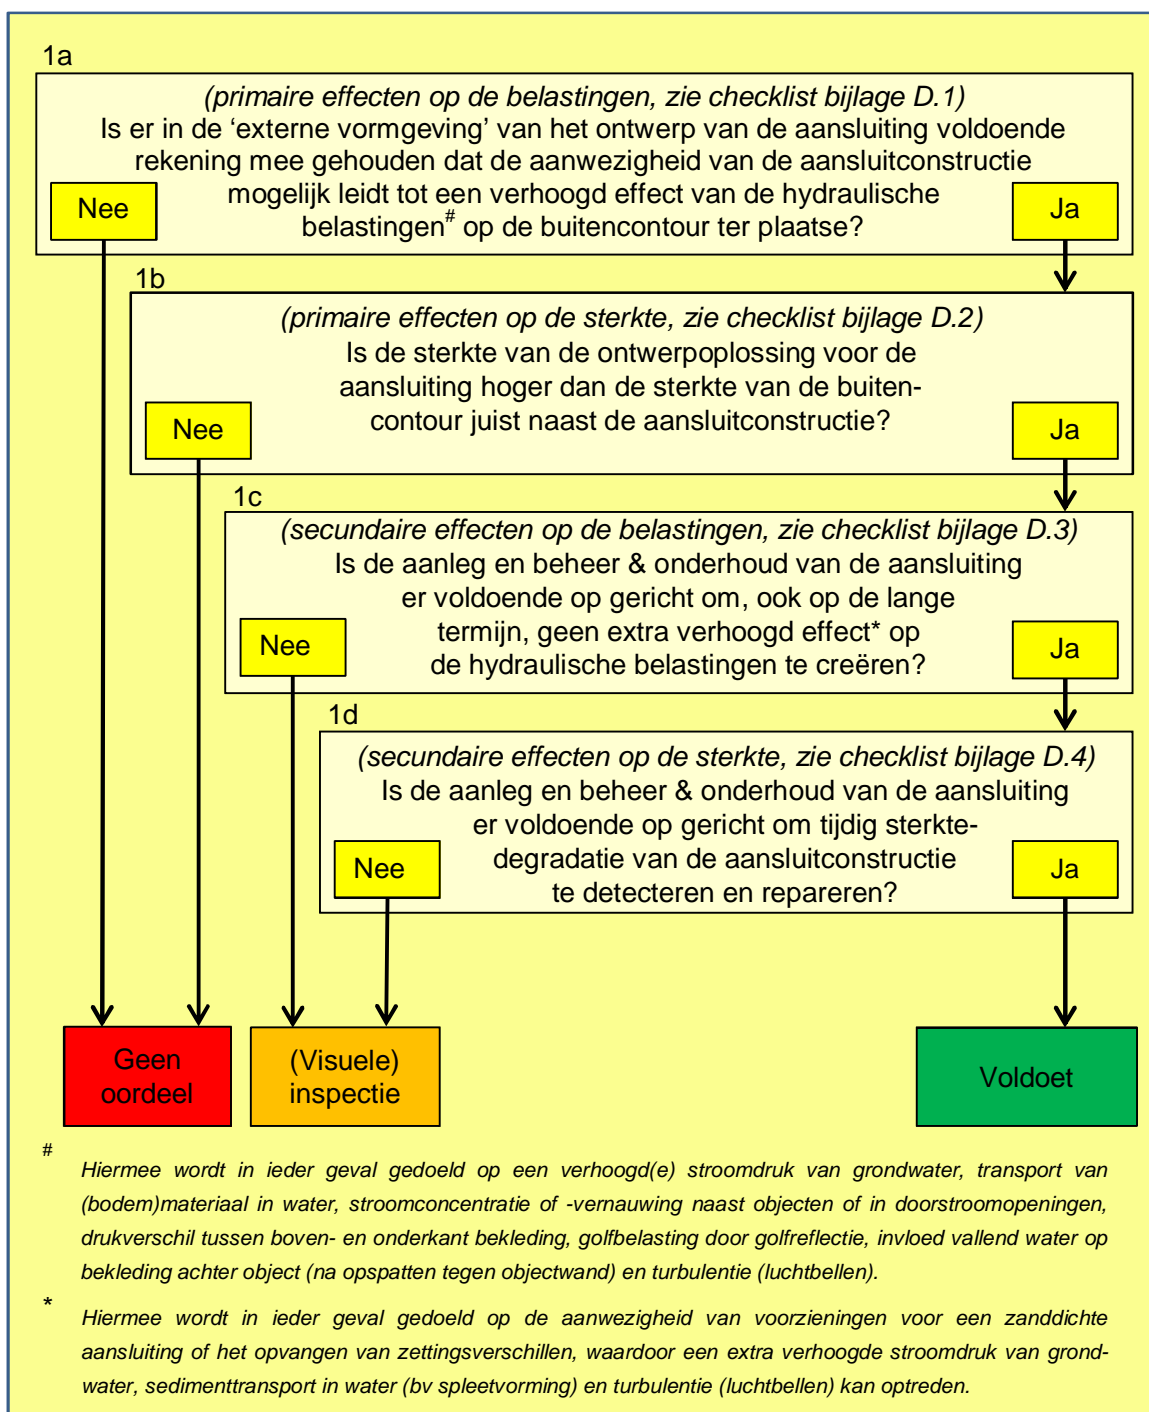 1a
(primaire effecten op de belastingen, zie checklist bijlage D.1)
Is er in de ‘externe vormgeving’ van het ontwerp van de aansluiting voldoende
rekening mee gehouden dat de aanwezigheid van de aansluitconstructie
mogelijk leidt tot een verhoogd effect van de hydraulische
belastingen# op de buitencontour ter plaatse?
Nee
Ja
1b
(primaire effecten op de sterkte, zie checklist bijlage D.2)
Is de sterkte van de ontwerpoplossing voor de
aansluiting hoger dan de sterkte van de buiten-
contour juist naast de aansluitconstructie?
Nee
Ja
1c
(secundaire effecten op de belastingen, zie checklist bijlage D.3)
Is de aanleg en beheer & onderhoud van de aansluiting
er voldoende op gericht om, ook op de lange
termijn, geen extra verhoogd effect* op
de hydraulische belastingen te creëren?
Nee
Ja
1d
(secundaire effecten op de sterkte, zie checklist bijlage D.4)
Is de aanleg en beheer & onderhoud van de aansluiting
er voldoende op gericht om tijdig sterkte-
degradatie van de aansluitconstructie
te detecteren en repareren?
Nee
Ja
Geen
oordeel
(Visuele)
inspectie
Voldoet
#
Hiermee wordt in ieder geval gedoeld op een verhoogd(e) stroomdruk van grondwater, transport van
(bodem)materiaal in water, stroomconcentratie of -vernauwing naast objecten of in doorstroomopeningen,
drukverschil tussen boven- en onderkant bekleding, golfbelasting door golfreflectie, invloed vallend water op
bekleding achter object (na opspatten tegen objectwand) en turbulentie (luchtbellen).
*
Hiermee wordt in ieder geval gedoeld op de aanwezigheid van voorzieningen voor een zanddichte
aansluiting of het opvangen van zettingsverschillen, waardoor een extra verhoogde stroomdruk van grond-
water, sedimenttransport in water (bv spleetvorming) en turbulentie (luchtbellen) kan optreden.